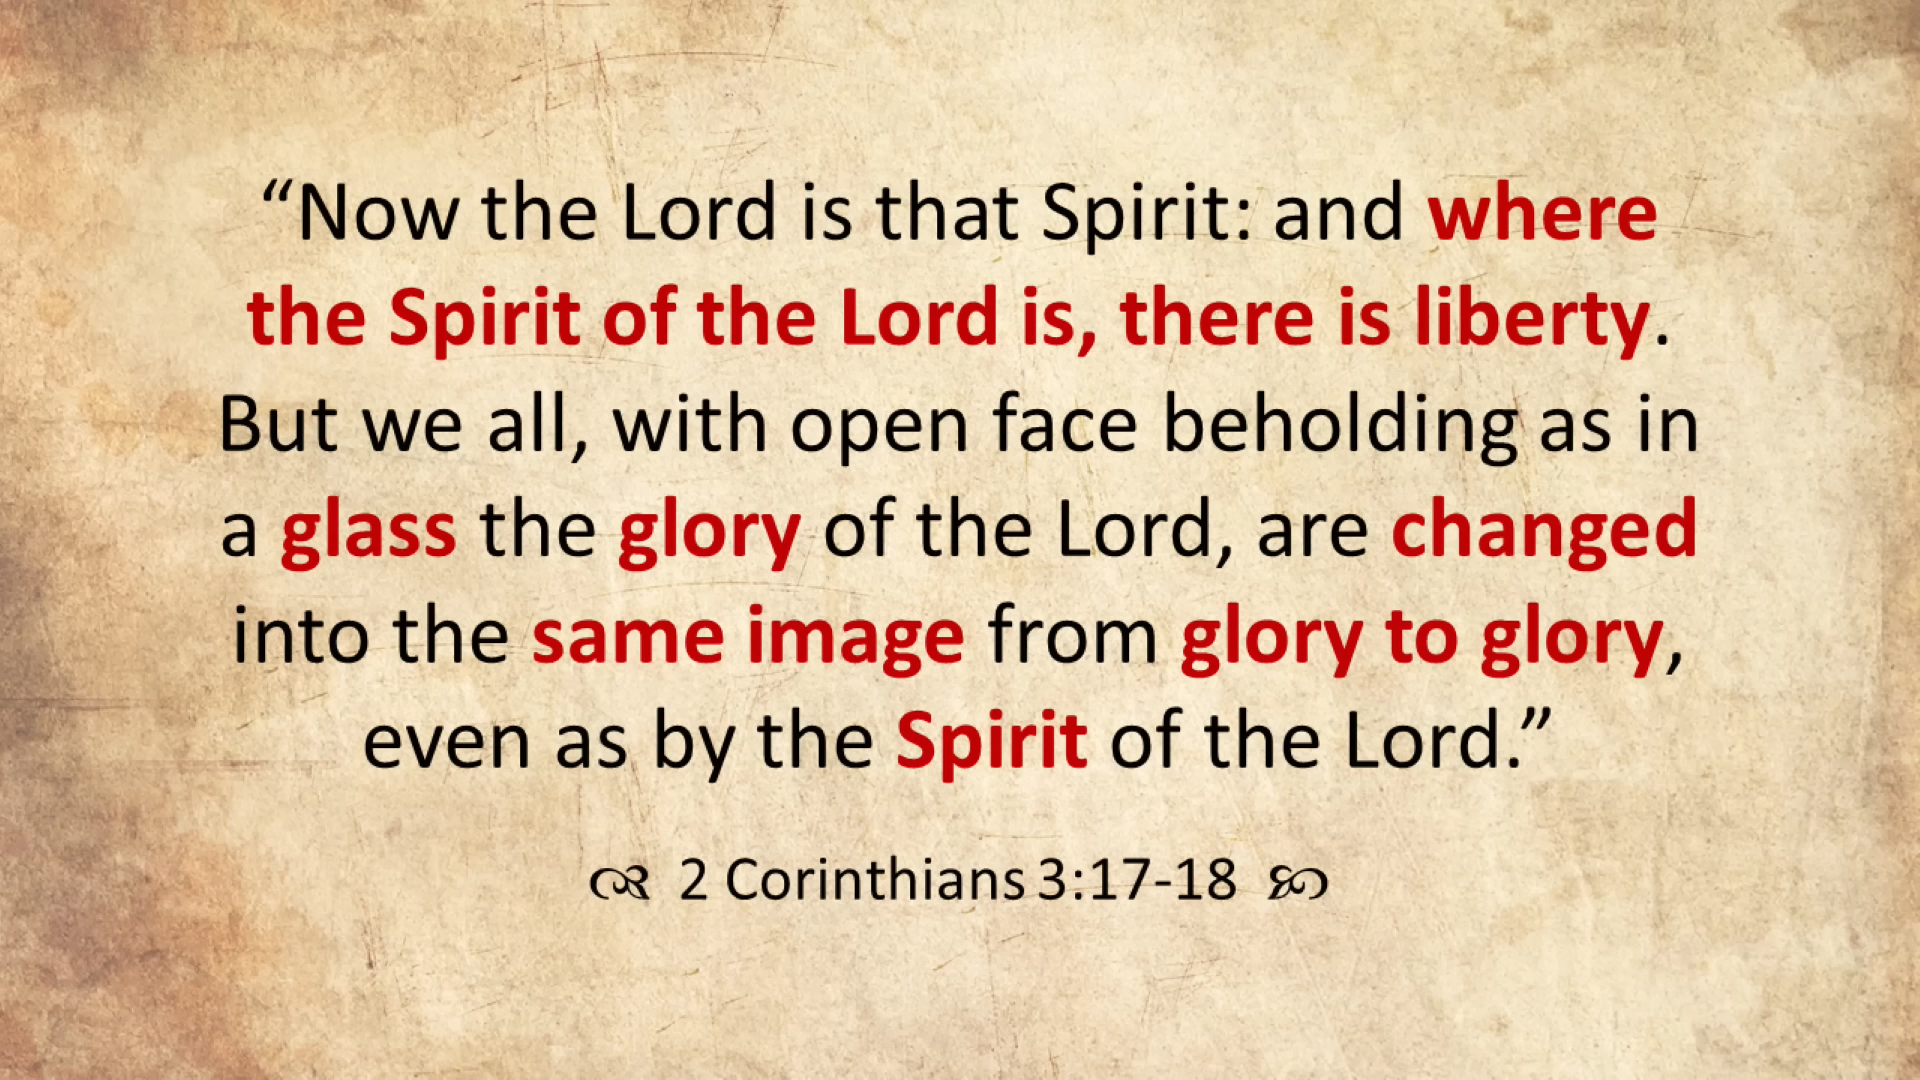 “Now the Lord is that Spirit: and where
the Spirit of the Lord is, there is liberty.
But we all, with open face beholding as in
a glass the glory of the Lord, are changed
into the same image from glory to glory,
even as by the Spirit of the Lord.”
2 Corinthians 3:17-18